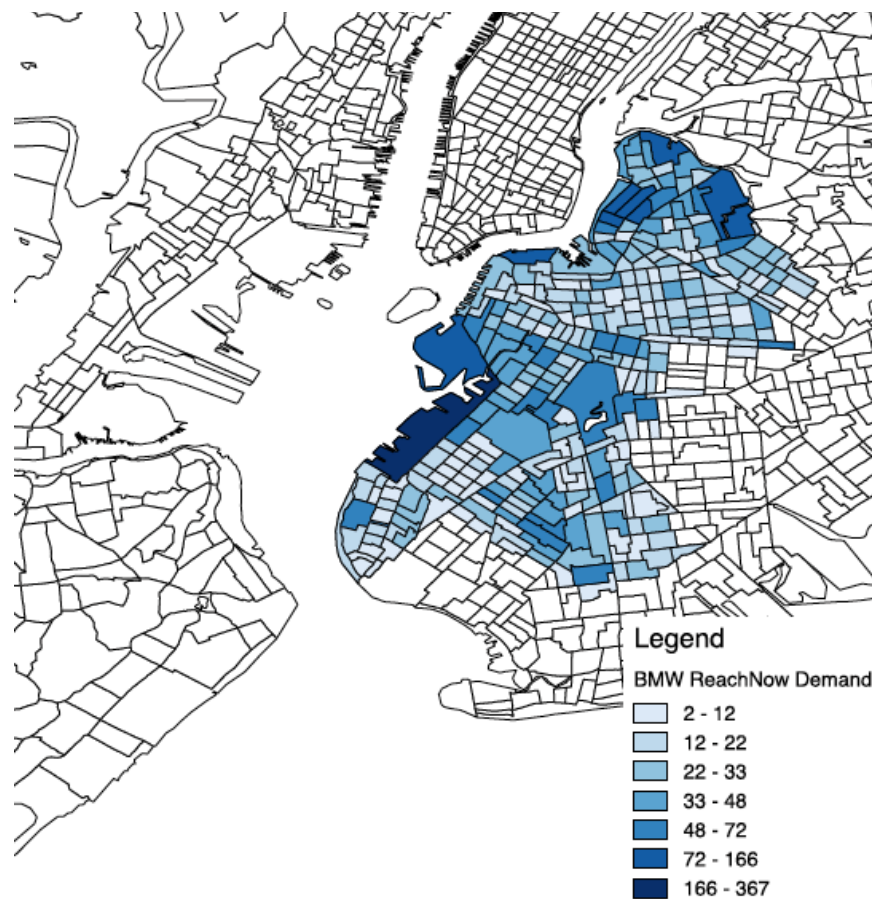 Legend
BMW ReachNow Demand
2 - 12
12 - 22
22 - 33
33 - 48
48 - 72
72 - 166
166 - 367